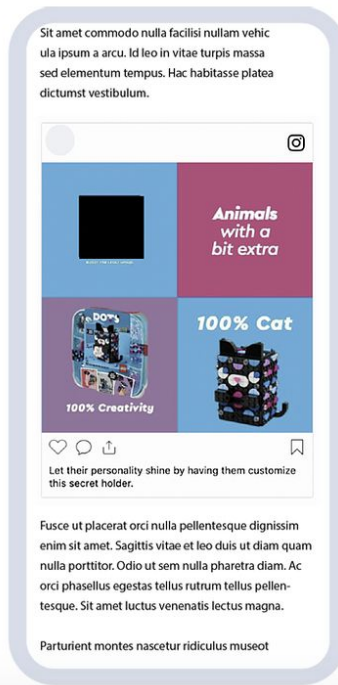 Sit amet commodo nulla facilisi nullam vehic
ula ipsum a arcu. Id leo in vitae turpis massa
sed elementum tempus. Hac habitasse platea
dictumst vestibulum.
Animals
with a
bit extra
DOTS
100% Creativity
100% Cat
Let their personality shine by having them customize
this secret holder.
Fusce ut placerat orci nulla pellentesque dignissim
enim sit amet. Sagittis vitae et leo duis ut diam quam
nulla porttitor. Odio ut sem nulla pharetra diam. Ac
orci phasellus egestas tellus rutrum tellus pellen-
tesque. Sit amet luctus venenatis lectus magna.
Parturient montes nascetur ridiculus museot